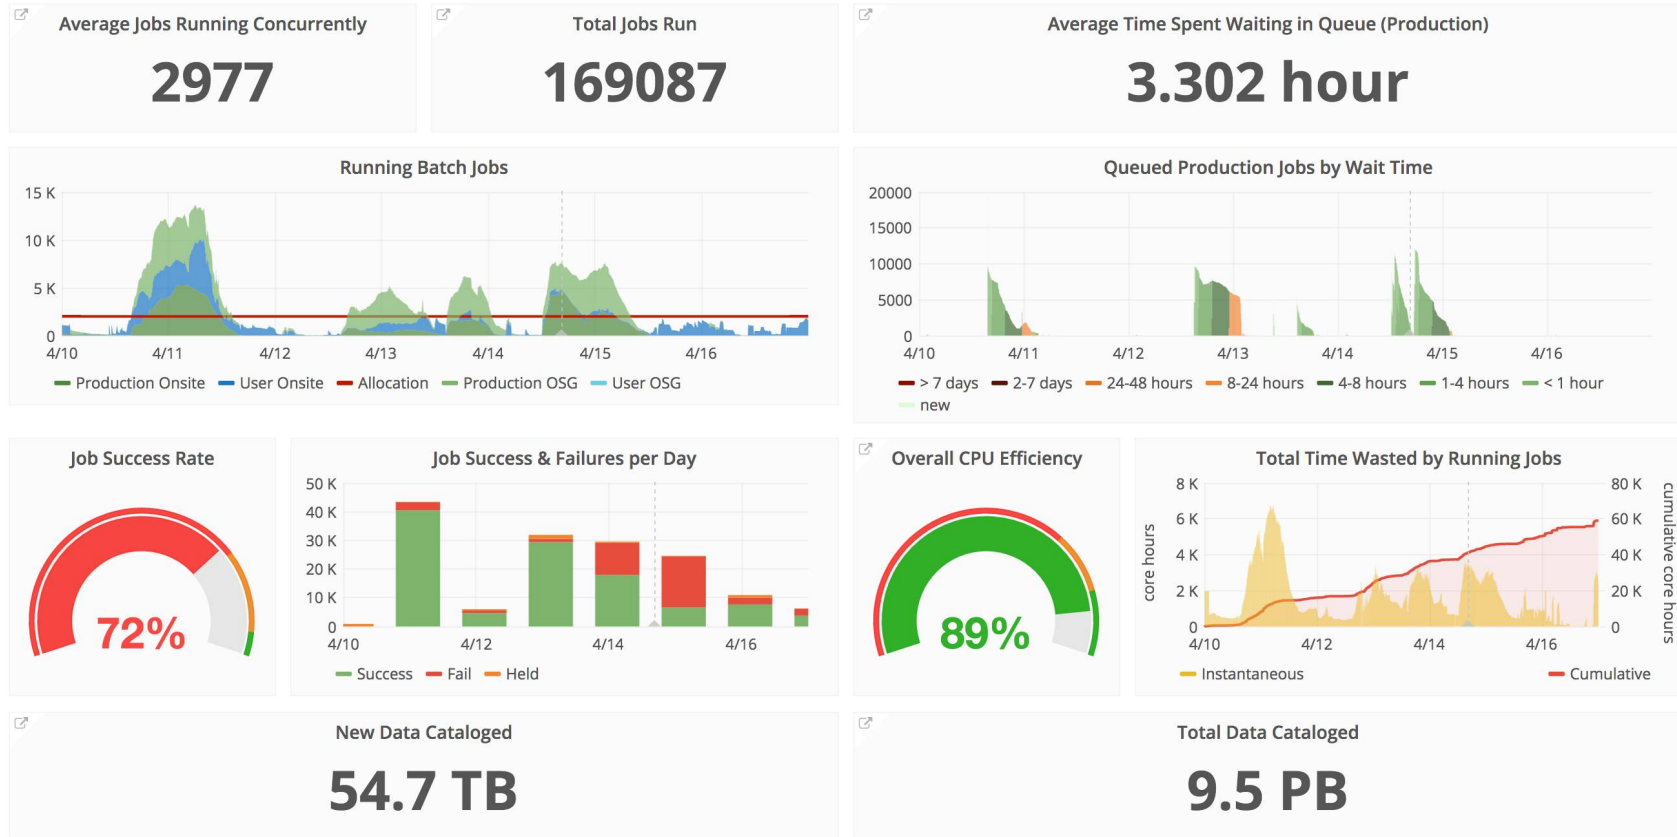 Average Jobs Running Concurrently
2977
Total Jobs Run
169087
Average Time Spent Waiting in Queue (Production)
3.302 hour
Running Batch Jobs
15 K
10 K
5 K
0
4/10 4/11 4/12 4/13 4/14 4/15 4/16
Production Onsite User Onsite Allocation Production OSG User OSG
Queued Production Jobs by Wait Time
20000
15000
10000
5000
0
4/10 4/11 4/12 4/13 4/14 4/15 4/16
> 7 days 2-7 days 24-48 hours 8-24 hours 4-8 hours 1-4 hours < 1 hour
new
Job Success Rate
72%
Job Success & Failures per Day
50 K
40 K
30 K
20 K
10 K
0
4/10 4/12 4/14 4/16
Success Fail Held
Overall CPU Efficiency
89%
Total Time Wasted by Running Jobs
core hours
8 K
6 K
4 K
2 K
0
80 K
60 K
40 K
20 K
0
cumulative core hours
4/10 4/12 4/14 4/16
Instantaneous Cumulative
New Data Cataloged
54.7 TB
Total Data Cataloged
9.5 PB